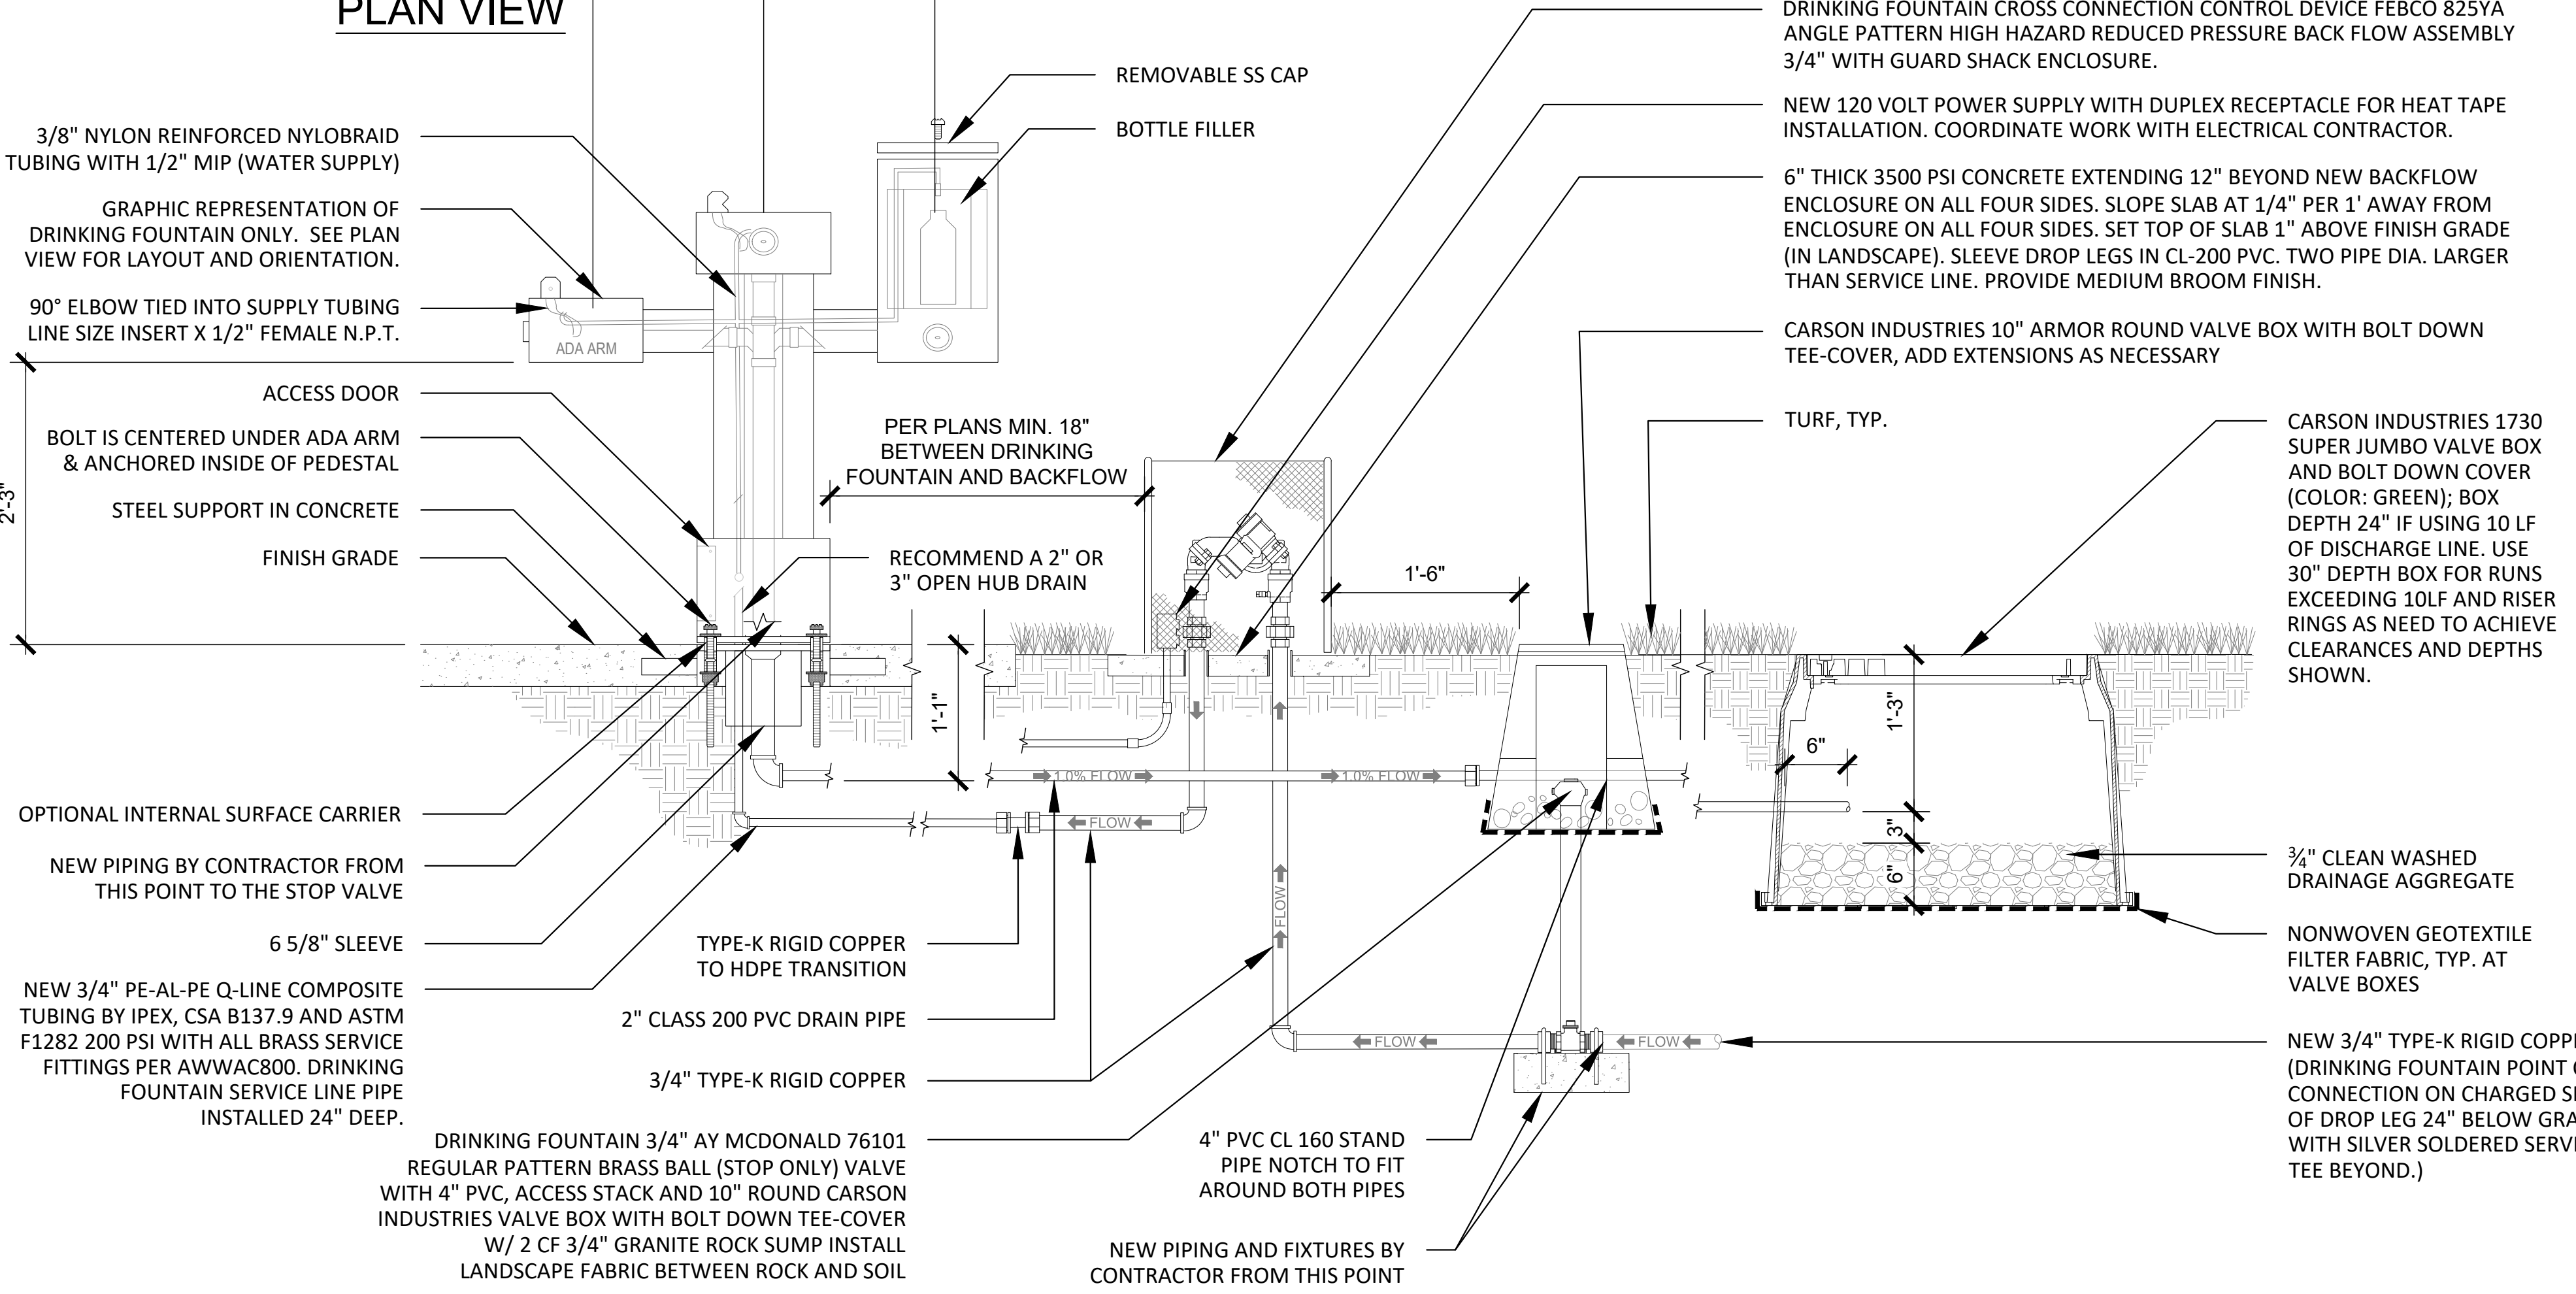 PLAN VIEW
3/8" NYLON REINFORCED NYLOBRAID
TUBING WITH 1/2" MIP (WATER SUPPLY)
GRAPHIC REPRESENTATION OF
DRINKING FOUNTAIN ONLY. SEE PLAN
VIEW FOR LAYOUT AND ORIENTATION.
90° ELBOW TIED INTO SUPPLY TUBING
LINE SIZE INSERT X 1/2" FEMALE N.P.T.
2'-3"
ACCESS DOOR
BOLT IS CENTERED UNDER ADA ARM
& ANCHORED INSIDE OF PEDESTAL
STEEL SUPPORT IN CONCRETE
FINISH GRADE
OPTIONAL INTERNAL SURFACE CARRIER
NEW PIPING BY CONTRACTOR FROM
THIS POINT TO THE STOP VALVE
6 5/8" SLEEVE
NEW 3/4" PE-AL-PE Q-LINE COMPOSITE
TUBING BY IPEX, CSA B137.9 AND ASTM
F1282 200 PSI WITH ALL BRASS SERVICE
FITTINGS PER AWWAC800. DRINKING
FOUNTAIN SERVICE LINE PIPE
INSTALLED 24" DEEP.
REMOVABLE SS CAP
BOTTLE FILLER
ADA ARM
PER PLANS MIN. 18"
BETWEEN DRINKING
FOUNTAIN AND BACKFLOW
RECOMMEND A 2" OR
3" OPEN HUB DRAIN
1'-1"
1'-6"
1.0% FLOW
1.0% FLOW
FLOW
FLOW
FLOW
FLOW
TYPE-K RIGID COPPER
TO HDPE TRANSITION
2" CLASS 200 PVC DRAIN PIPE
3/4" TYPE-K RIGID COPPER
DRINKING FOUNTAIN 3/4" AY MCDONALD 76101
REGULAR PATTERN BRASS BALL (STOP ONLY) VALVE
WITH 4" PVC, ACCESS STACK AND 10" ROUND CARSON
INDUSTRIES VALVE BOX WITH BOLT DOWN TEE-COVER
W/ 2 CF 3/4" GRANITE ROCK SUMP INSTALL
LANDSCAPE FABRIC BETWEEN ROCK AND SOIL
4" PVC CL 160 STAND
PIPE NOTCH TO FIT
AROUND BOTH PIPES
NEW PIPING AND FIXTURES BY
CONTRACTOR FROM THIS POINT
DRINKING FOUNTAIN CROSS CONNECTION CONTROL DEVICE FEBCO 825YA
ANGLE PATTERN HIGH HAZARD REDUCED PRESSURE BACK FLOW ASSEMBLY
3/4" WITH GUARD SHACK ENCLOSURE.
NEW 120 VOLT POWER SUPPLY WITH DUPLEX RECEPTACLE FOR HEAT TAPE
INSTALLATION. COORDINATE WORK WITH ELECTRICAL CONTRACTOR.
6" THICK 3500 PSI CONCRETE EXTENDING 12" BEYOND NEW BACKFLOW
ENCLOSURE ON ALL FOUR SIDES. SLOPE SLAB AT 1/4" PER 1' AWAY FROM
ENCLOSURE ON ALL FOUR SIDES. SET TOP OF SLAB 1" ABOVE FINISH GRADE
(IN LANDSCAPE). SLEEVE DROP LEGS IN CL-200 PVC. TWO PIPE DIA. LARGER
THAN SERVICE LINE. PROVIDE MEDIUM BROOM FINISH.
CARSON INDUSTRIES 10" ARMOR ROUND VALVE BOX WITH BOLT DOWN
TEE-COVER, ADD EXTENSIONS AS NECESSARY
TURF, TYP.
CARSON INDUSTRIES 1730
SUPER JUMBO VALVE BOX
AND BOLT DOWN COVER
(COLOR: GREEN); BOX
DEPTH 24" IF USING 10 LF
OF DISCHARGE LINE. USE
30" DEPTH BOX FOR RUNS
EXCEEDING 10LF AND RISER
RINGS AS NEED TO ACHIEVE
CLEARANCES AND DEPTHS
SHOWN.
1'-3"
6"
3"
6"
¾" CLEAN WASHED
DRAINAGE AGGREGATE
NONWOVEN GEOTEXTILE
FILTER FABRIC, TYP. AT
VALVE BOXES
NEW 3/4" TYPE-K RIGID
(DRINKING FOUNTAIN POINT
CONNECTION ON CHARGED
OF DROP LEG 24" BELOW
WITH SILVER SOLDERED
TEE BEYOND.)